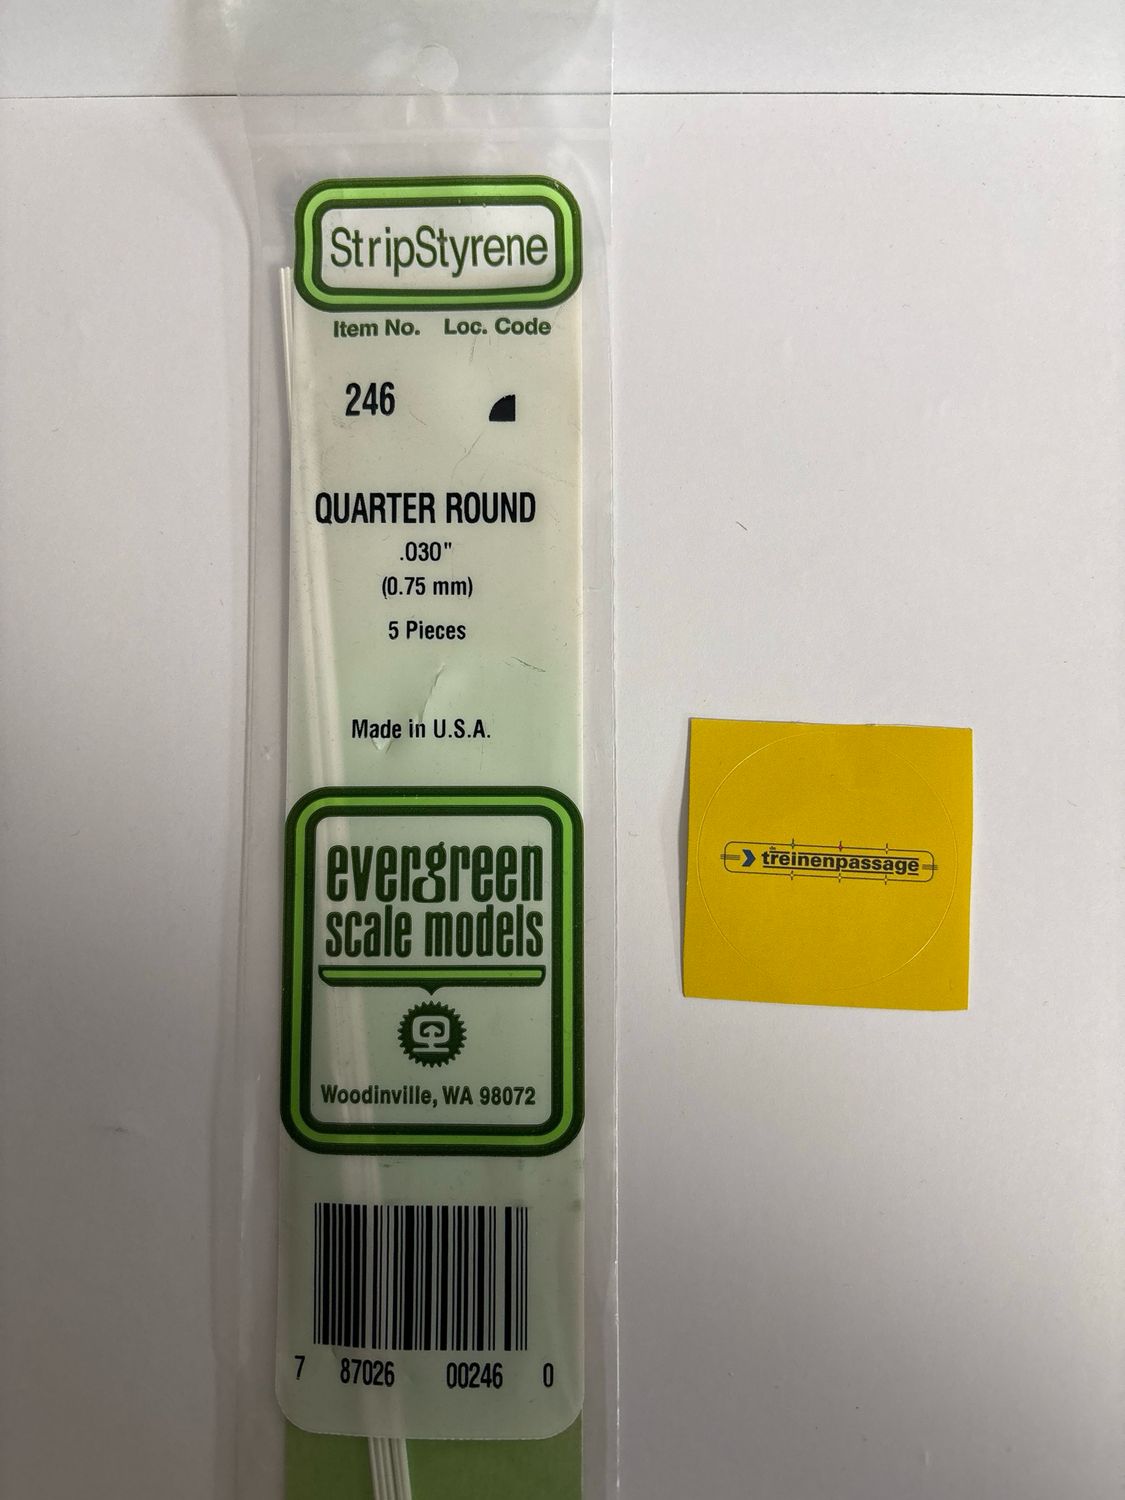 StripStyrene
Item No. Loc. Code
246
QUARTER ROUND
.030"
(0.75 mm)
5 Pieces
Made in U.S.A.
evergreen
scale models
Woodinville, WA 98072
7 87026 00246 0
de
treinenpassage